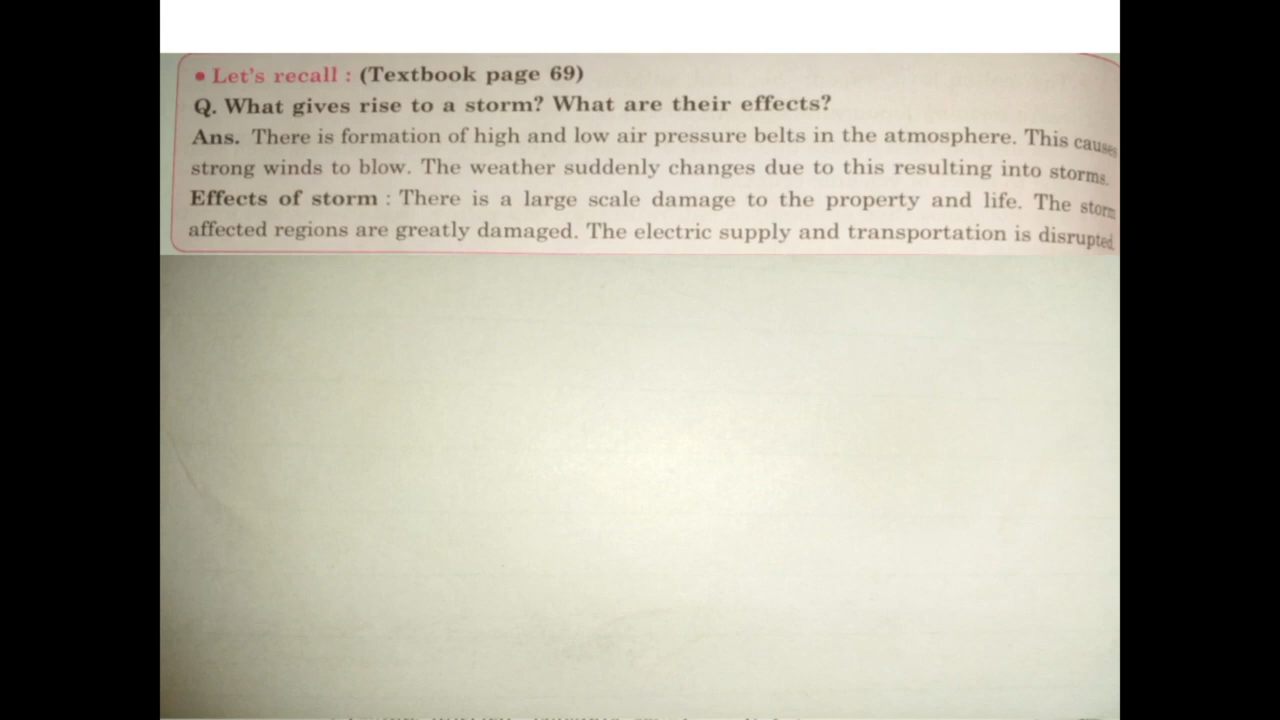 • Let's recall : (Textbook page 69)
Q. What gives rise to a storm? What are their effects?
Ans. There is formation of high and low air pressure belts in the atmosphere. This causes
strong winds to blow. The weather suddenly changes due to this resulting into storms.
Effects of storm : There is a large scale damage to the property and life. The storm
affected regions are greatly damaged. The electric supply and transportation is disrupted